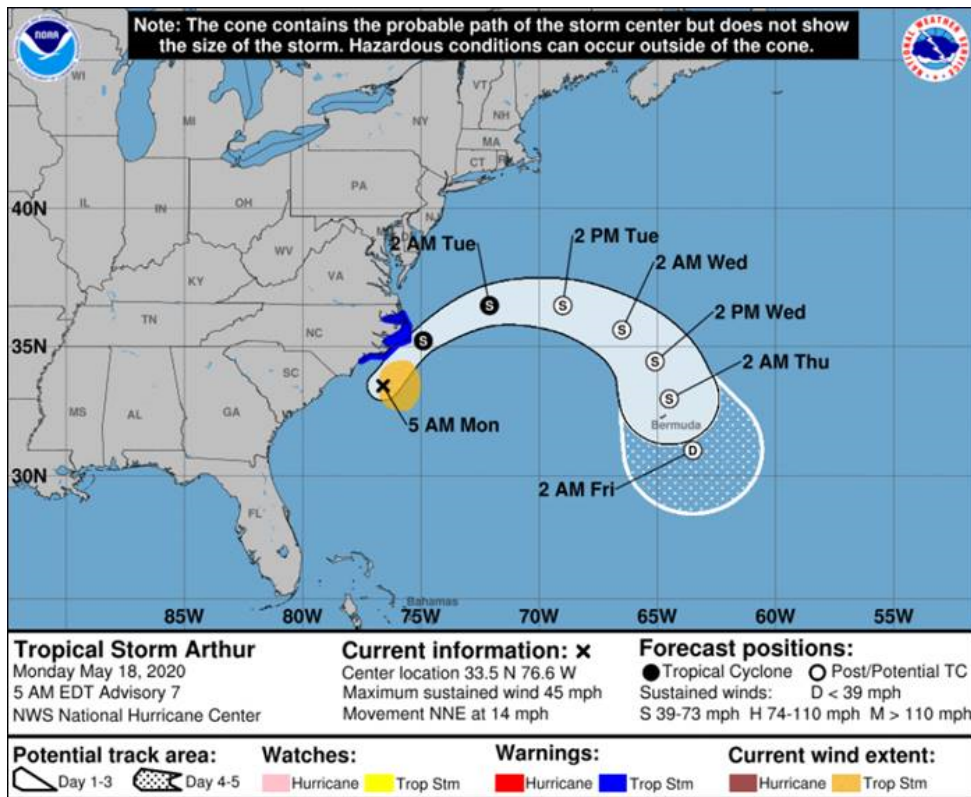 Note: The cone contains the probable path of the storm center but does not show
the size of the storm. Hazardous conditions can occur outside of the cone.
NOAA
NATIONAL WEATHER SERVICE
WI
MI
NY
VT
NH
MA
CT
PA
NJ
IL
IN
OH
WV
VA
KY
TN
NC
SC
MS
AL
GA
FL
40N
35N
30N
2 AM Tue
2 PM Tue
2 AM Wed
2 PM Wed
2 AM Thu
2 AM Fri
5 AM Mon
S
S
S
S
S
S
D
Bermuda
Bahamas
85W
80W
75W
70W
65W
60W
55W
Tropical Storm Arthur
Monday May 18, 2020
5 AM EDT Advisory 7
NWS National Hurricane Center
Current information: ×
Center location 33.5 N 76.6 W
Maximum sustained wind 45 mph
Movement NNE at 14 mph
Forecast positions:
Tropical Cyclone Post/Potential TC
Sustained winds: D < 39 mph
S 39-73 mph H 74-110 mph M > 110 mph
Potential track area:
Day 1-3 Day 4-5
Watches:
Hurricane Trop Stm
Warnings:
Hurricane Trop Stm
Current wind extent:
Hurricane Trop Stm